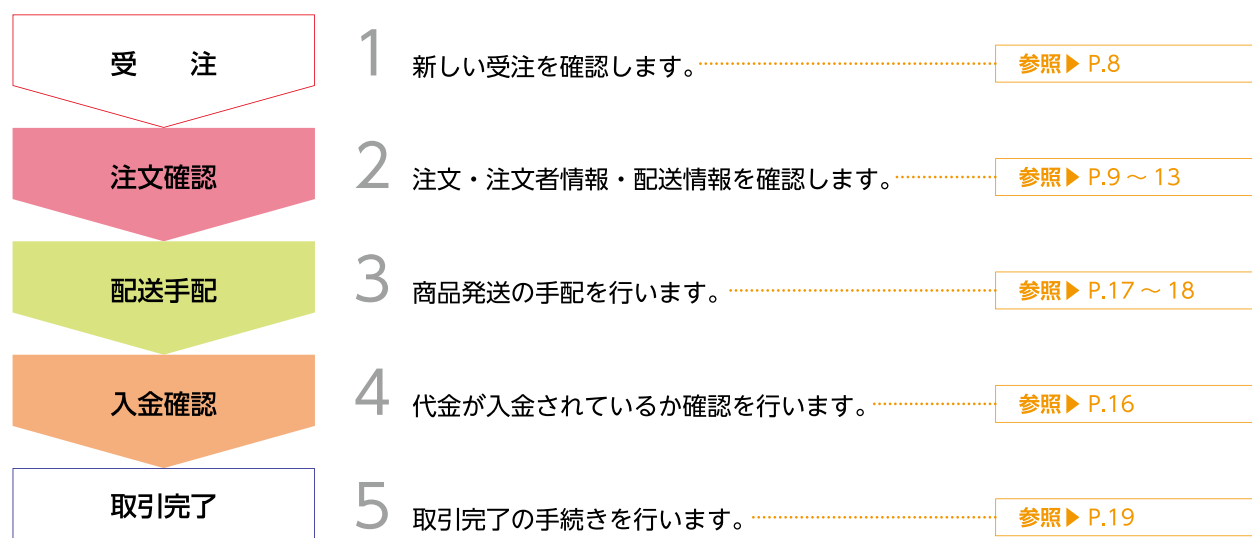 受　注
1 新しい受注を確認します。 参照▶ P.8
注文確認
2 注文・注文者情報・配送情報を確認します。 参照▶ P.9～13
配送手配
3 商品発送の手配を行います。 参照▶ P.17～18
入金確認
4 代金が入金されているか確認を行います。 参照▶ P.16
取引完了
5 取引完了の手続きを行います。 参照▶ P.19